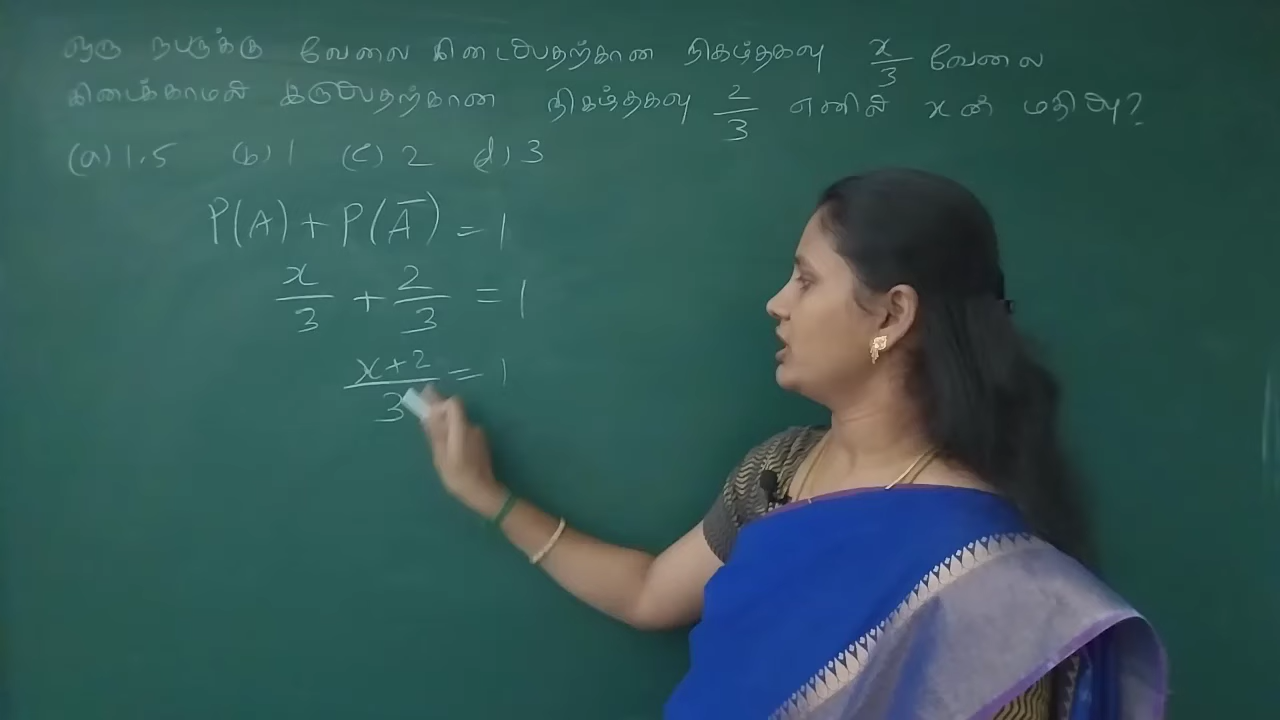 ஒரு நபருக்கு வேலை கிடைப்பதற்கான நிகழ்தகவு x/3 வேலை
கிடைக்காமல் இருப்பதற்கான நிகழ்தகவு 2/3 எனில் x ன் மதிப்பு?
(a) 1.5 (b) 1 (c) 2 (d) 3
P(A) + P(Ā) = 1
x/3 + 2/3 = 1
x+2/3 = 1